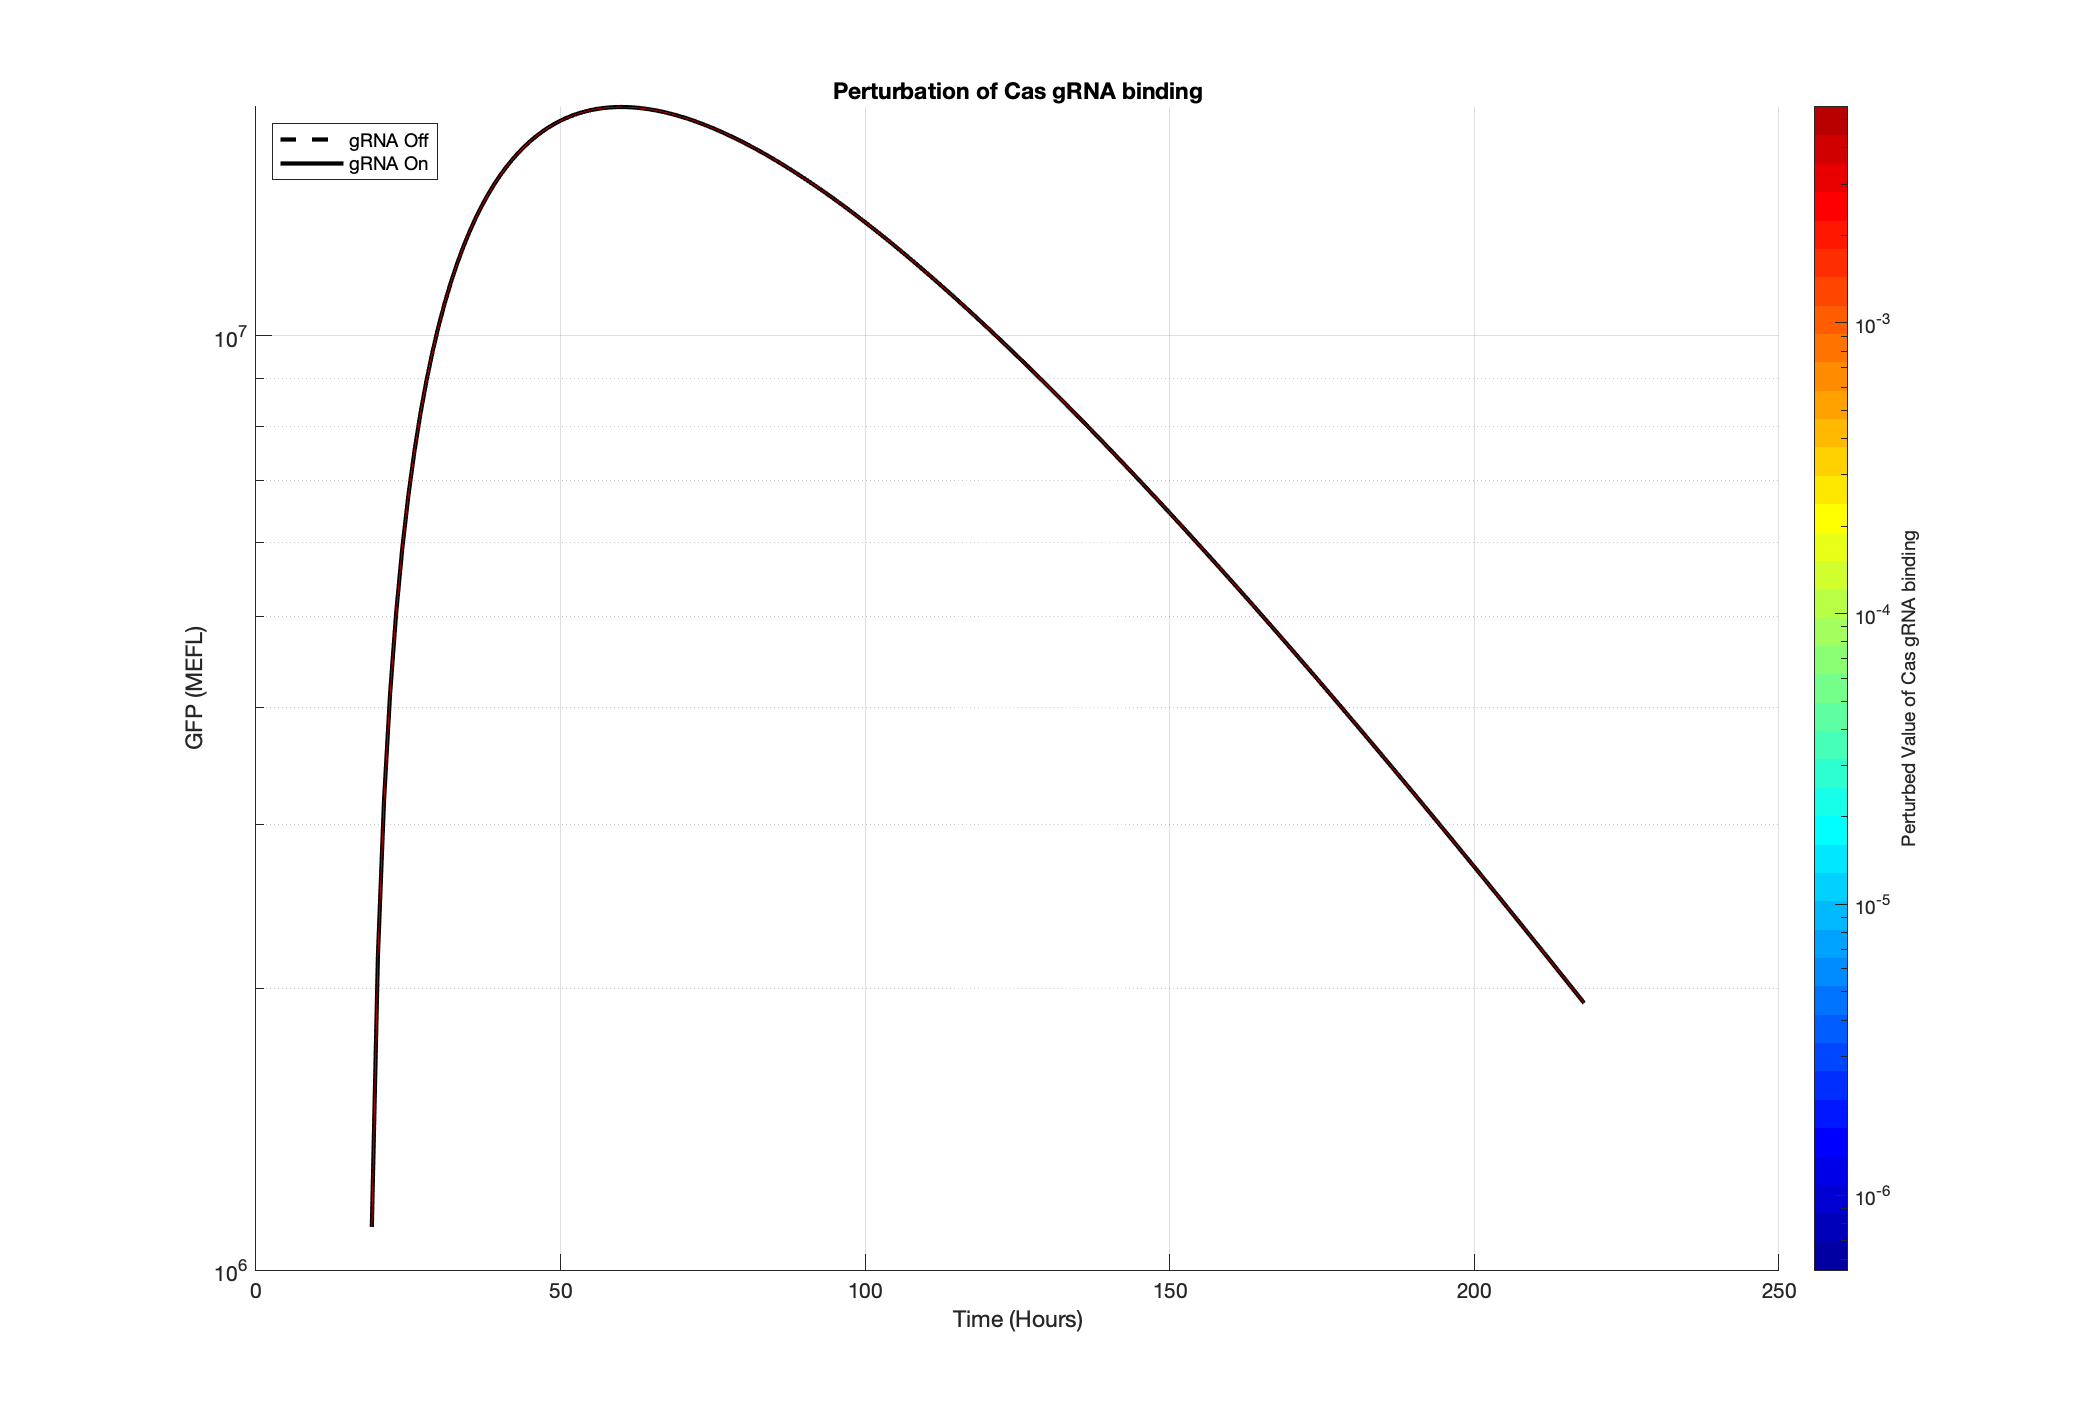 Perturbation of Cas gRNA binding
gRNA Off
gRNA On
10^7
10^6
GFP (MEFL)
0 50 100 150 200 250
Time (Hours)
10^-3
10^-4
10^-5
10^-6
Perturbed Value of Cas gRNA binding